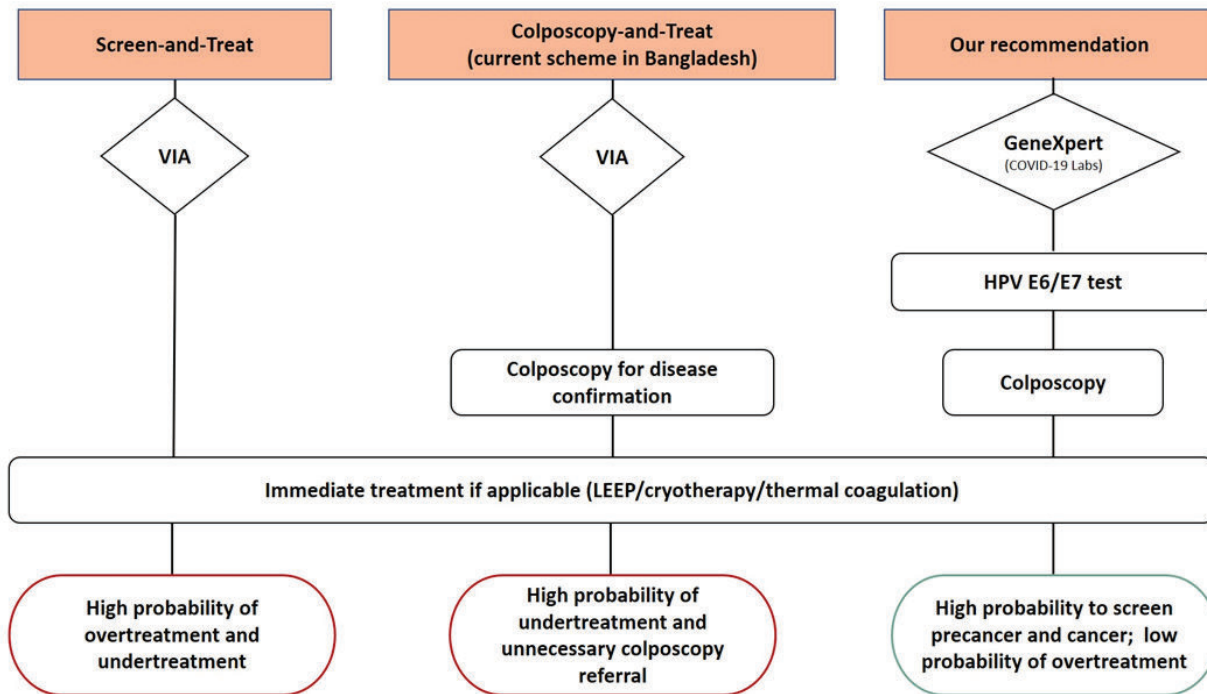 Screen-and-Treat
Colposcopy-and-Treat
(current scheme in Bangladesh)
Our recommendation
VIA
VIA
GeneXpert
(COVID-19 Labs)
HPV E6/E7 test
Colposcopy for disease
confirmation
Colposcopy
Immediate treatment if applicable (LEEP/cryotherapy/thermal coagulation)
High probability of
overtreatment and
undertreatment
High probability of
undertreatment and
unnecessary colposcopy
referral
High probability to screen
precancer and cancer; low
probability of overtreatment